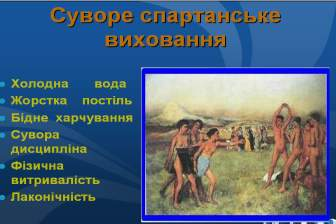 Суворе спартанське
виховання
Холодна вода
Жорстка постіль
Бідне харчування
Сувора
дисципліна
Фізична
витривалість
Лаконічність